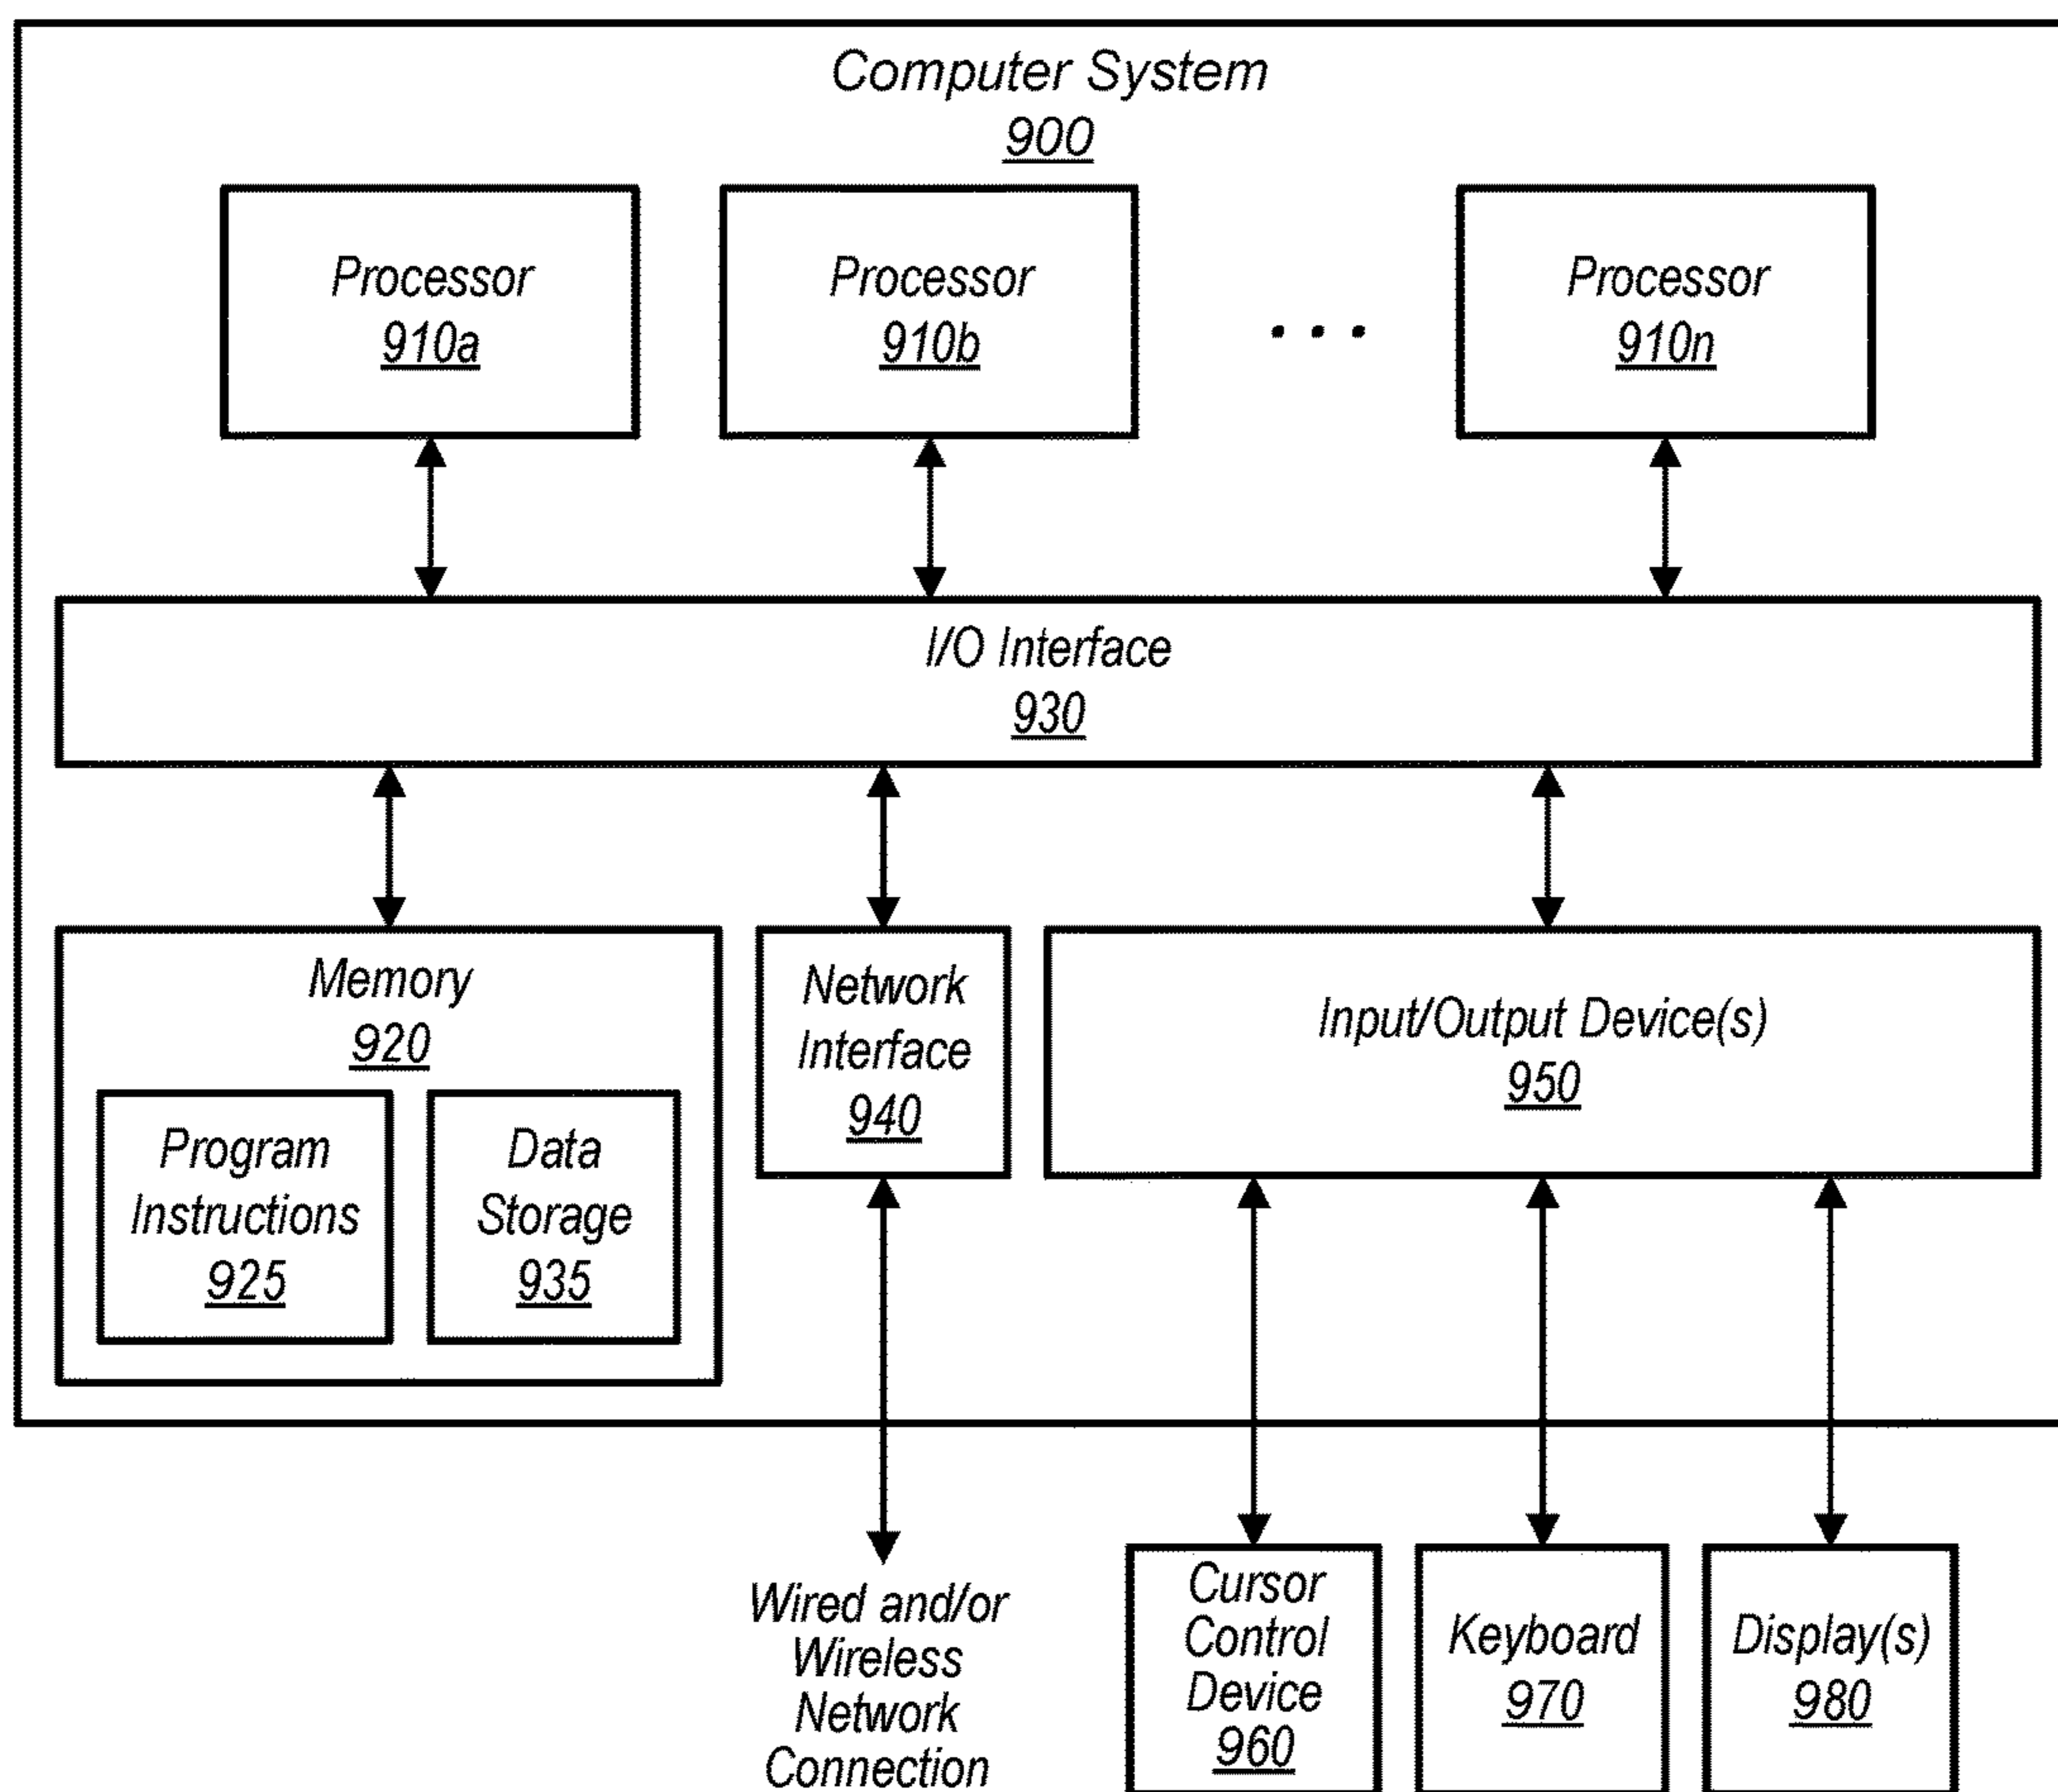 Computer System
900
Processor
910a
Processor
910b
...
Processor
910n
I/O Interface
930
Memory
920
Program
Instructions
925
Data
Storage
935
Network
Interface
940
Input/Output Device(s)
950
Wired and/or
Wireless
Network
Connection
Cursor
Control
Device
960
Keyboard
970
Display(s)
980